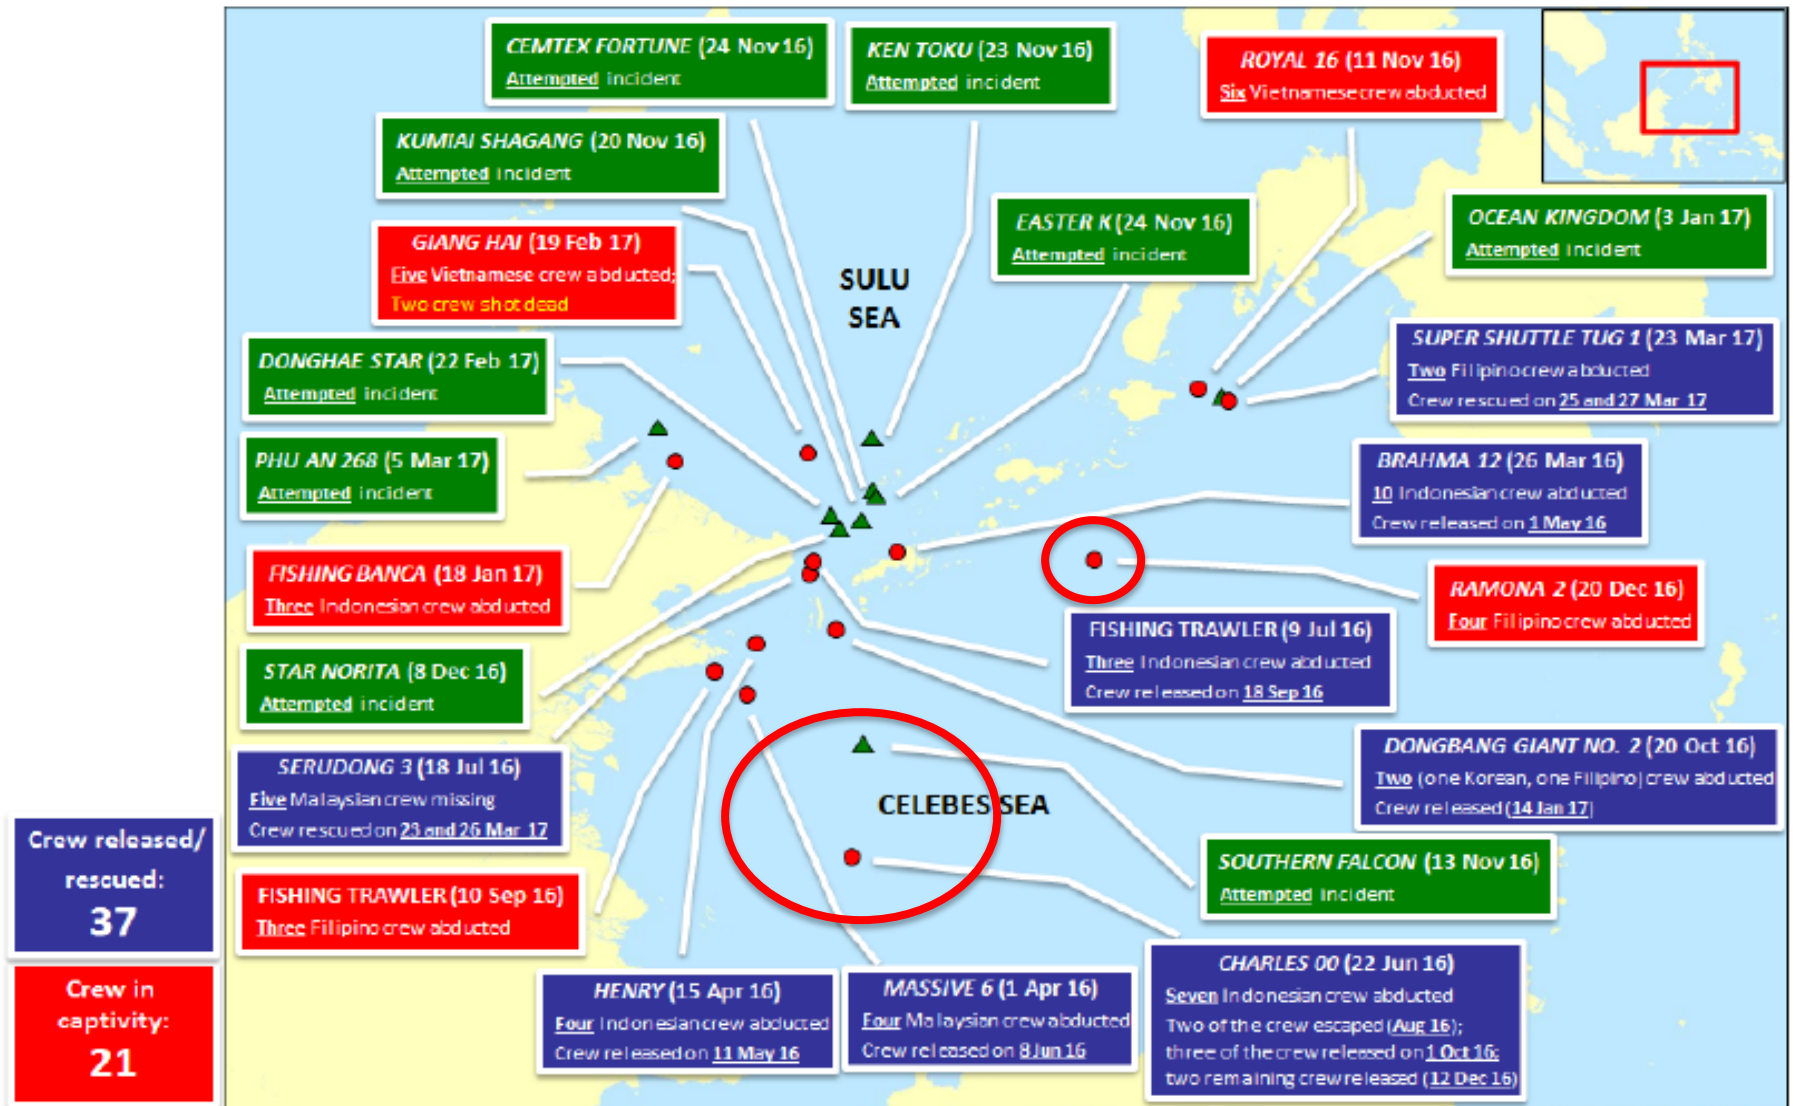 CEMTEX FORTUNE (24 Nov 16)
Attempted incident
KEN TOKU (23 Nov 16)
Attempted incident
ROYAL 16 (11 Nov 16)
Six Vietnamese crew abducted
KUMIAI SHAGANG (20 Nov 16)
Attempted incident
EASTER K (24 Nov 16)
Attempted incident
OCEAN KINGDOM (3 Jan 17)
Attempted incident
GIANG HAI (19 Feb 17)
Five Vietnamese crew abducted;
Two crew shot dead
SULU
SEA
DONGHAE STAR (22 Feb 17)
Attempted incident
SUPER SHUTTLE TUG 1 (23 Mar 17)
Two Filipino crew abducted
Crew rescued on 25 and 27 Mar 17
PHU AN 268 (5 Mar 17)
Attempted incident
BRAHMA 12 (26 Mar 16)
10 Indonesian crew abducted
Crew released on 1 May 16
FISHING BANCA (18 Jan 17)
Three Indonesian crew abducted
RAMONA 2 (20 Dec 16)
Four Filipino crew abducted
FISHING TRAWLER (9 Jul 16)
Three Indonesian crew abducted
Crew released on 18 Sep 16
STAR NORITA (8 Dec 16)
Attempted incident
DONGBANG GIANT NO. 2 (20 Oct 16)
Two (one Korean, one Filipino) crew abducted
Crew released (14 Jan 17)
SERUDONG 3 (18 Jul 16)
Five Malaysian crew missing
Crew rescued on 23 and 26 Mar 17
CELEBES SEA
SOUTHERN FALCON (13 Nov 16)
Attempted incident
Crew released/
rescued:
37
FISHING TRAWLER (10 Sep 16)
Three Filipino crew abducted
Crew in
captivity:
21
HENRY (15 Apr 16)
Four Indonesian crew abducted
Crew released on 11 May 16
MASSIVE 6 (1 Apr 16)
Four Malaysian crew abducted
Crew released on 8 Jun 16
CHARLES 00 (22 Jun 16)
Seven Indonesian crew abducted
Two of the crew escaped (Aug 16);
three of the crew released on 1 Oct 16;
two remaining crew released (12 Dec 16)